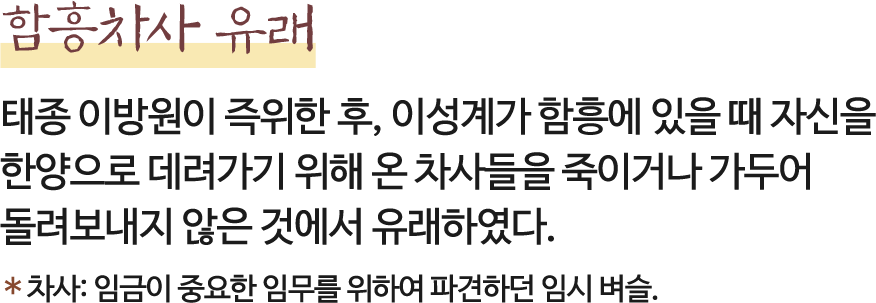 함흥차사 유래
태종 이방원이 즉위한 후, 이성계가 함흥에 있을 때 자신을
한양으로 데려가기 위해 온 차사들을 죽이거나 가두어
돌려보내지 않은 것에서 유래하였다.
* 차사: 임금이 중요한 임무를 위하여 파견하던 임시 벼슬.